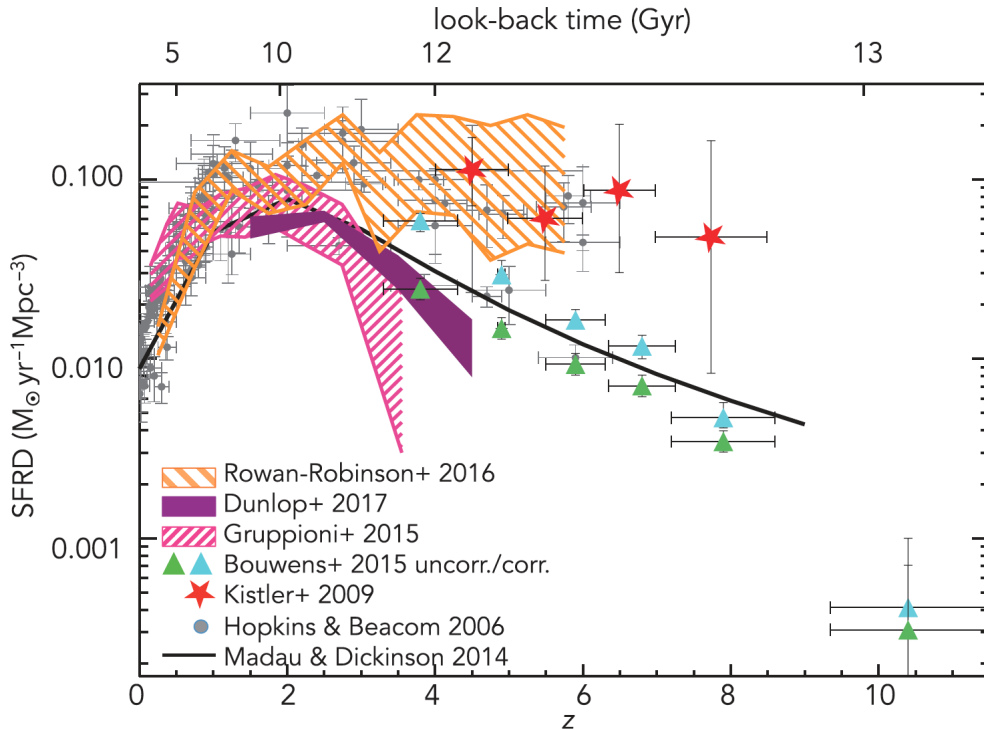 look-back time (Gyr)
5 10 12 13
SFRD (M☉ yr⁻¹Mpc⁻³)
0.100
0.010
0.001
Rowan-Robinson+ 2016
Dunlop+ 2017
Gruppioni+ 2015
Bouwens+ 2015 uncorr./corr.
Kistler+ 2009
Hopkins & Beacom 2006
Madau & Dickinson 2014
0 2 4 6 8 10
z